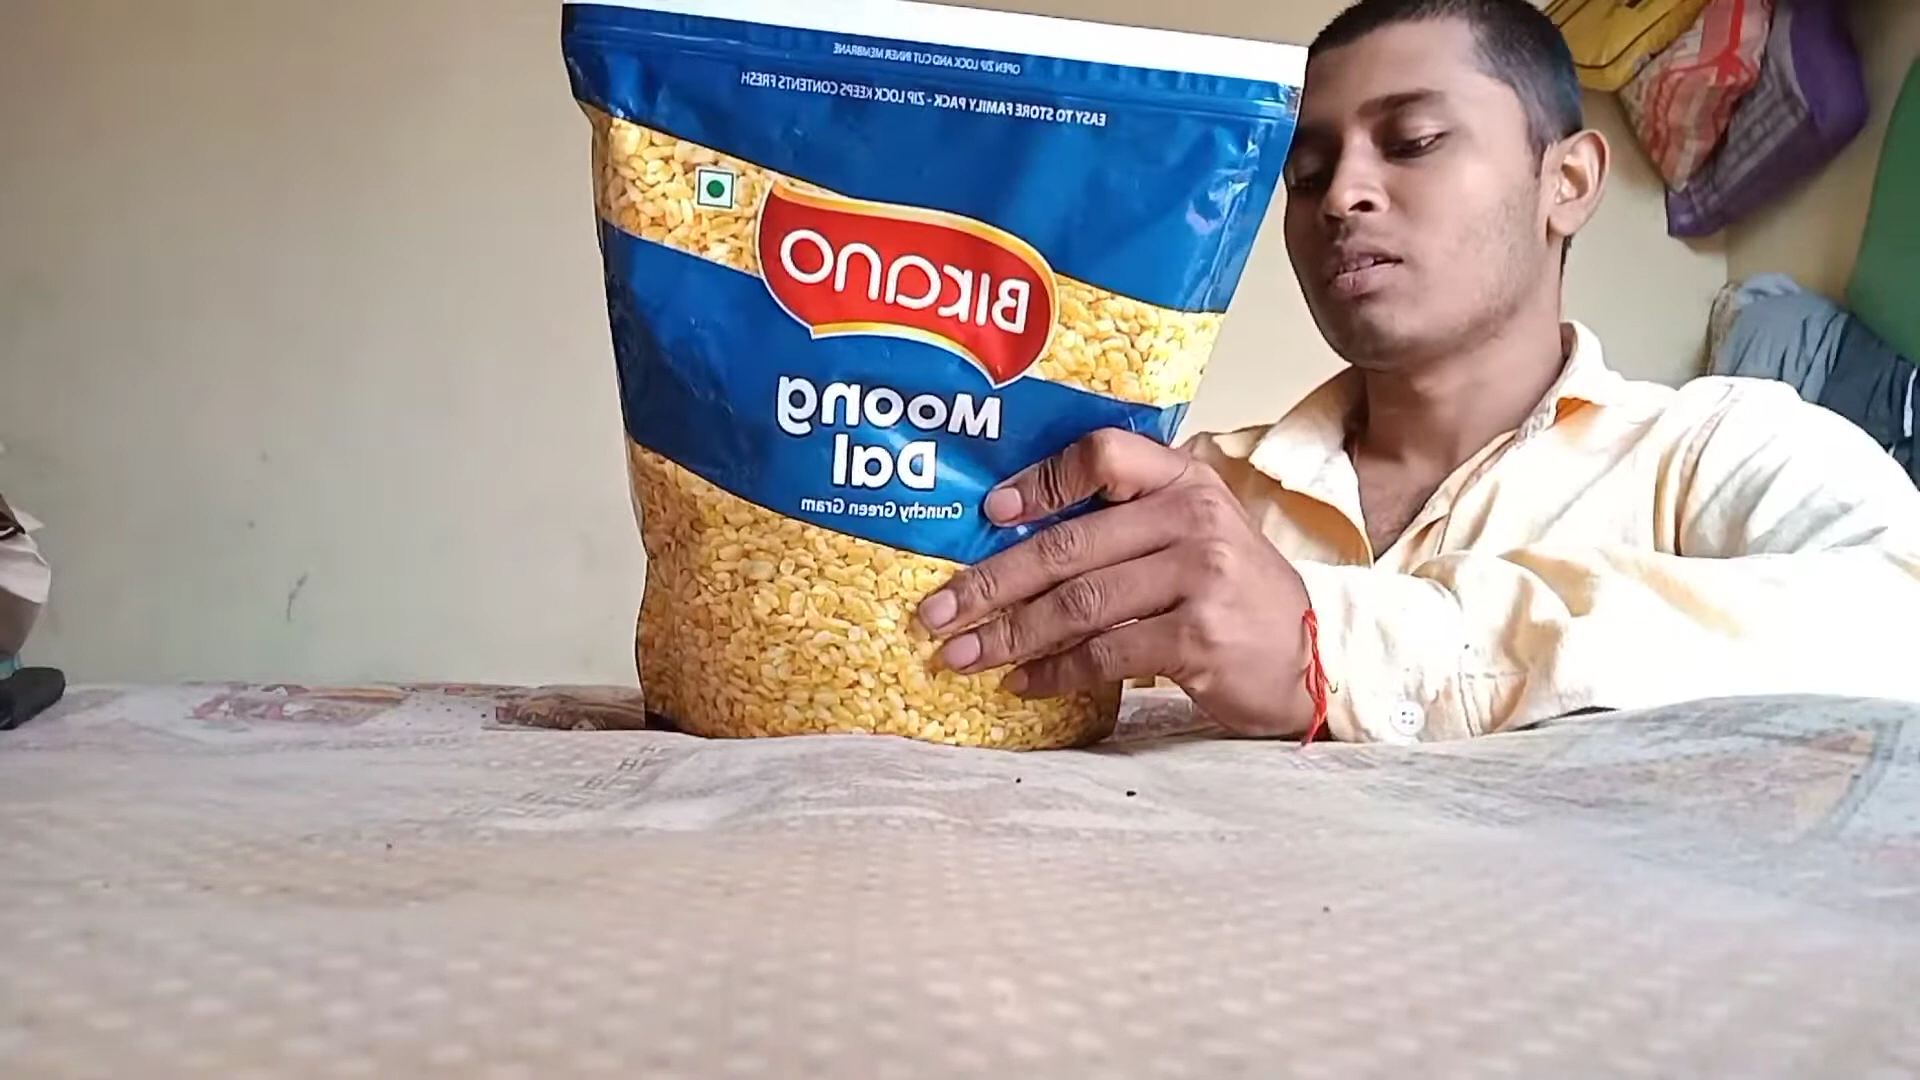 OPEN ZIP LOCK AND CUT INNER MEMBRANE
EASY TO STORE FAMILY PACK - ZIP LOCK KEEPS CONTENTS FRESH
BIKANO
Moong
Dal
Crunchy Green Gram